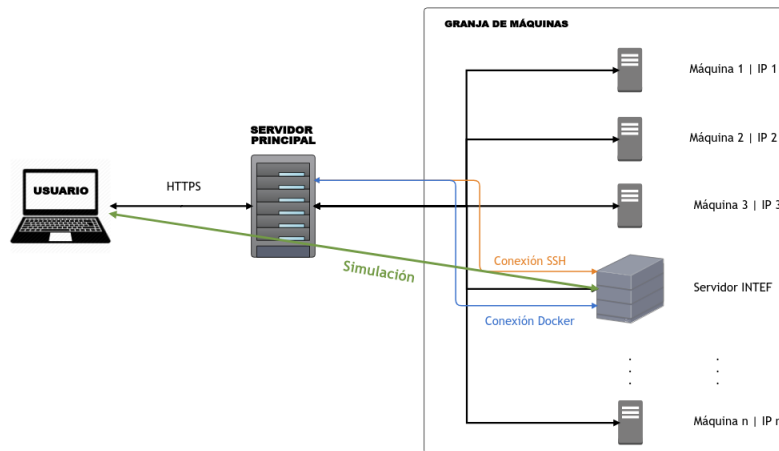 GRANJA DE MÁQUINAS
Máquina 1 | IP 1
SERVIDOR
PRINCIPAL
Máquina 2 | IP 2
USUARIO
HTTPS
Máquina 3 | IP 3
Simulación
Conexión SSH
Servidor INTEF
Conexión Docker
Máquina n | IP n